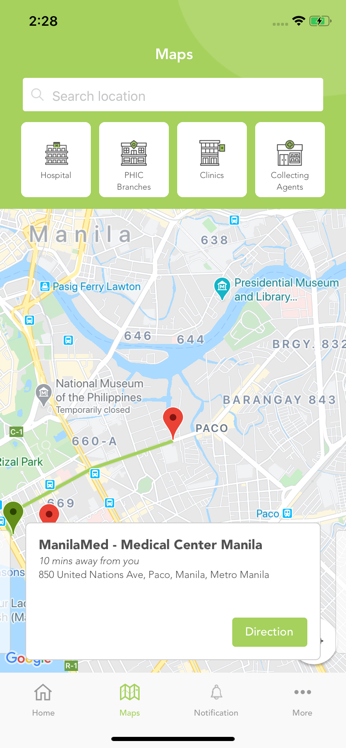 2:28
Maps
Search location
Hospital
PHIC
Branches
Clinics
Collecting
Agents
Manila
638
Pasig Ferry Lawton
Presidential Museum
and Library...
646
644
BRGY. 832
National Museum
of the Philippines
Temporarily closed
BARANGAY 843
C-1
PACO
660-A
Rizal Park
669
Paco
ManilaMed - Medical Center Manila
10 mins away from you
850 United Nations Ave, Paco, Manila, Metro Manila
Direction
Google
R-1
Home
Maps
Notification
More